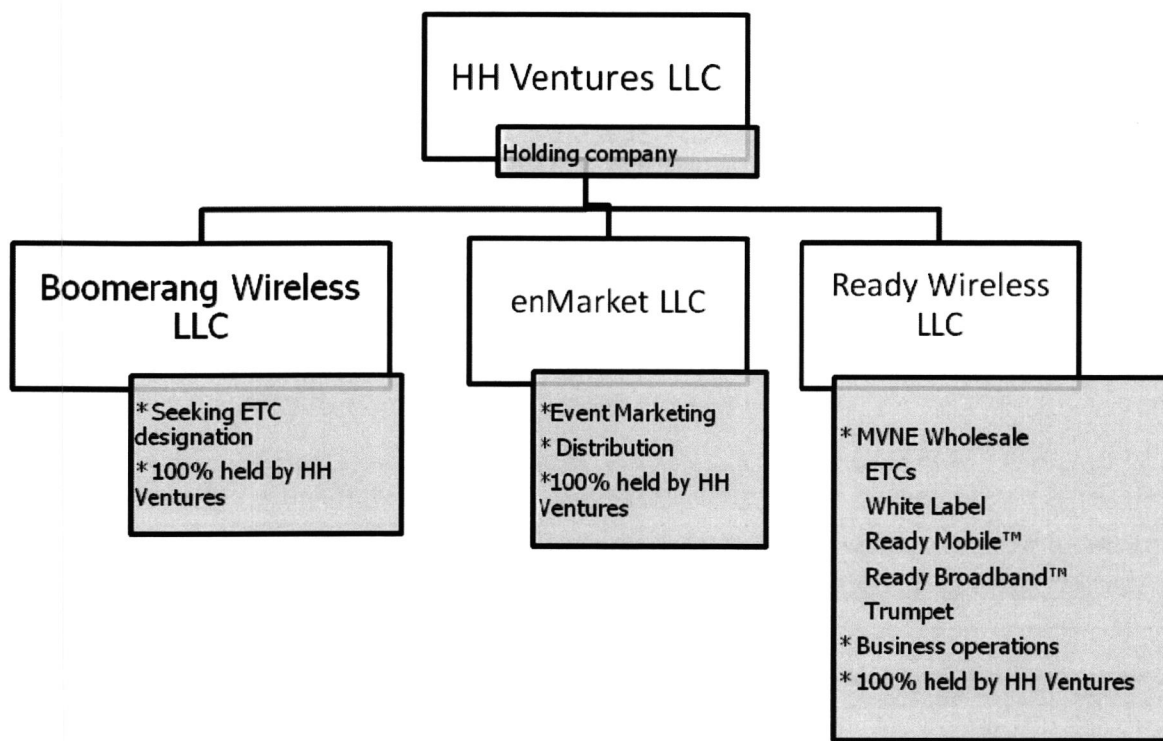 HH Ventures LLC
Holding company
Boomerang Wireless
LLC
* Seeking ETC
designation
* 100% held by HH
Ventures
enMarket LLC
*Event Marketing
* Distribution
*100% held by HH
Ventures
Ready Wireless
LLC
* MVNE Wholesale
ETCs
White Label
Ready Mobile™
Ready Broadband™
Trumpet
* Business operations
* 100% held by HH Ventures